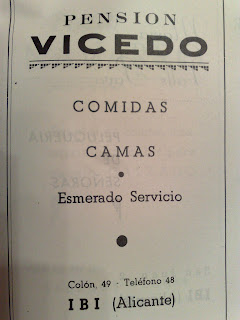 PENSION
VICEDO
COMIDAS
CAMAS
Esmerado Servicio
Colón, 49 - Teléfono 48
IBI (Alicante)